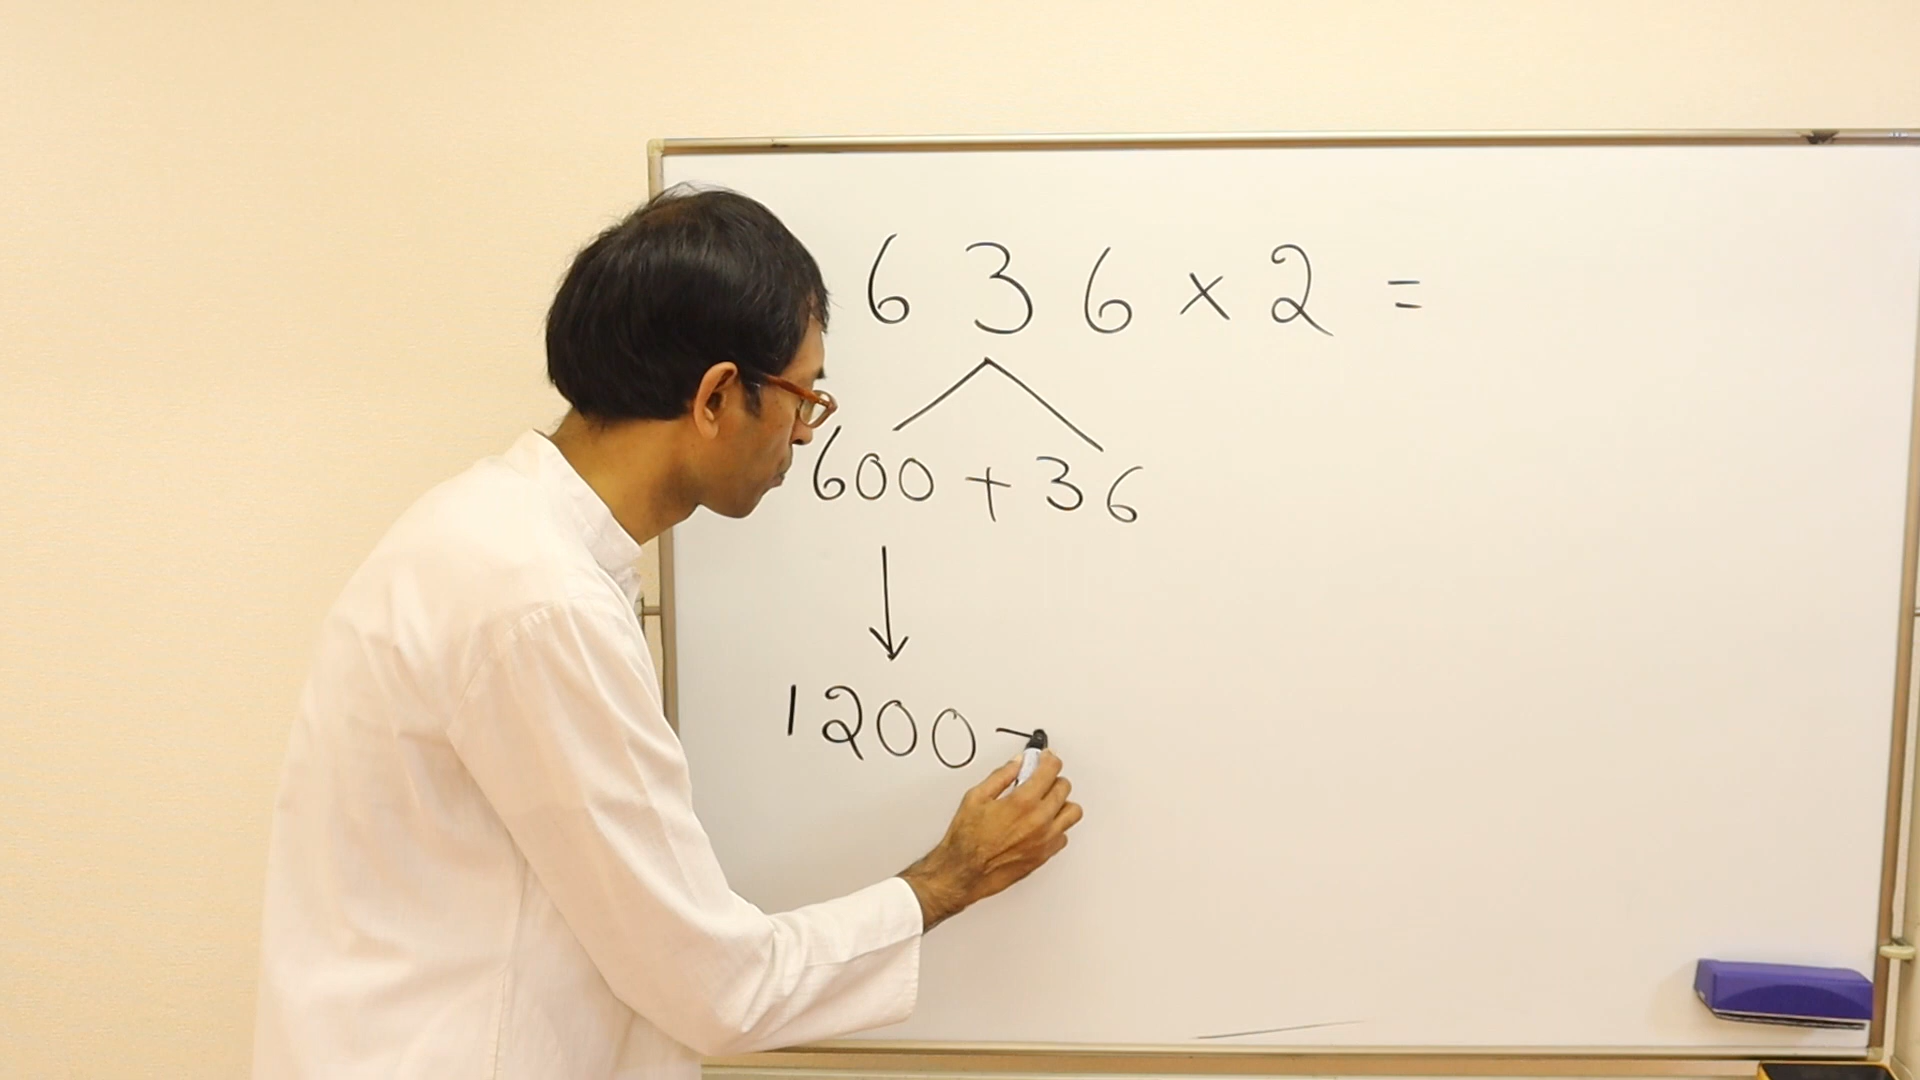 636 × 2 =
600 + 36
1200 -